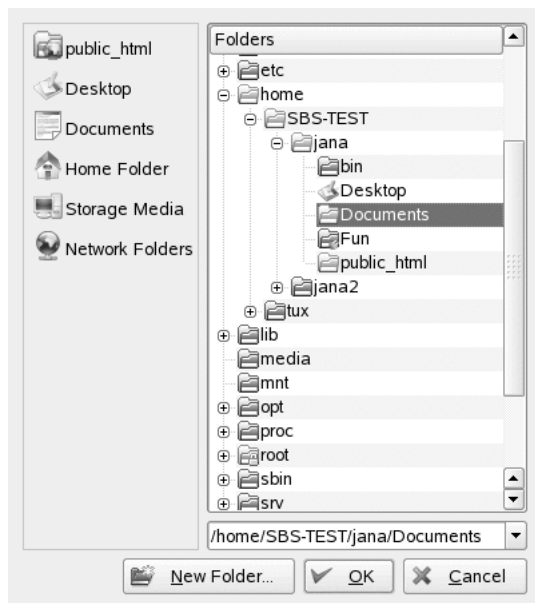 public_html
Desktop
Documents
Home Folder
Storage Media
Network Folders
Folders
etc
home
SBS-TEST
jana
bin
Desktop
Documents
Fun
public_html
jana2
tux
lib
media
mnt
opt
proc
root
sbin
srv
/home/SBS-TEST/jana/Documents
New Folder...
OK
Cancel